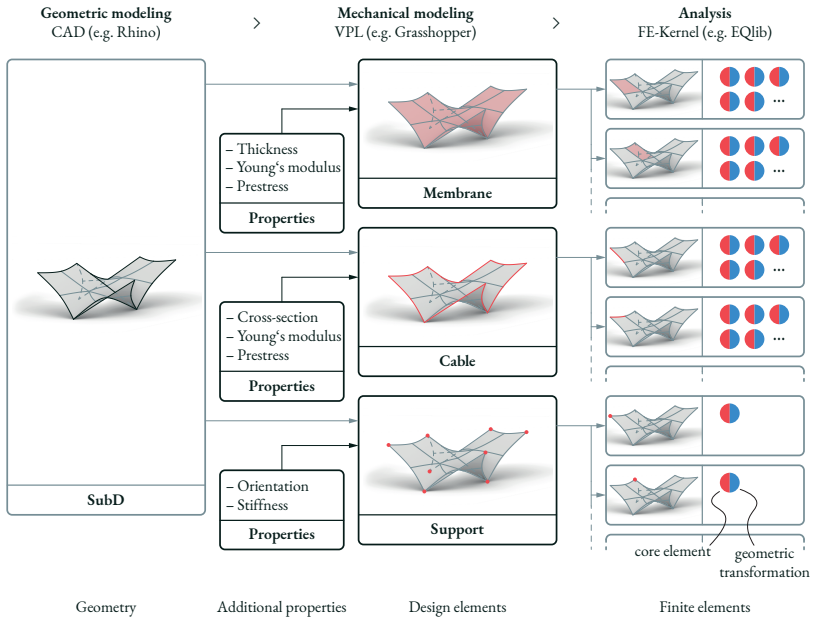 Geometric modeling
CAD (e.g. Rhino)
>
Mechanical modeling
VPL (e.g. Grasshopper)
>
Analysis
FE-Kernel (e.g. EQlib)
SubD
– Thickness
– Young‘s modulus
– Prestress
Properties
Membrane
...
...
– Cross-section
– Young‘s modulus
– Prestress
Properties
Cable
...
...
– Orientation
– Stiffness
Properties
Support
core element
geometric
transformation
Geometry
Additional properties
Design elements
Finite elements